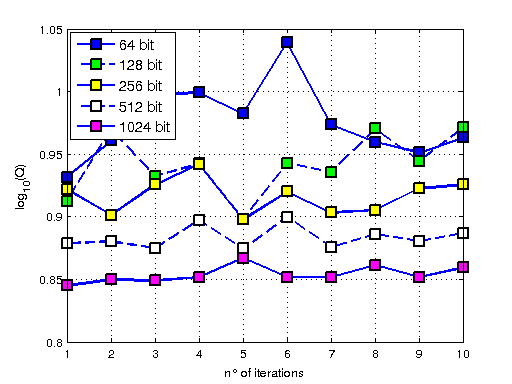 1.05
1
0.95
0.9
0.85
0.8
log10(Q)
64 bit
128 bit
256 bit
512 bit
1024 bit
1 2 3 4 5 6 7 8 9 10
n° of iterations